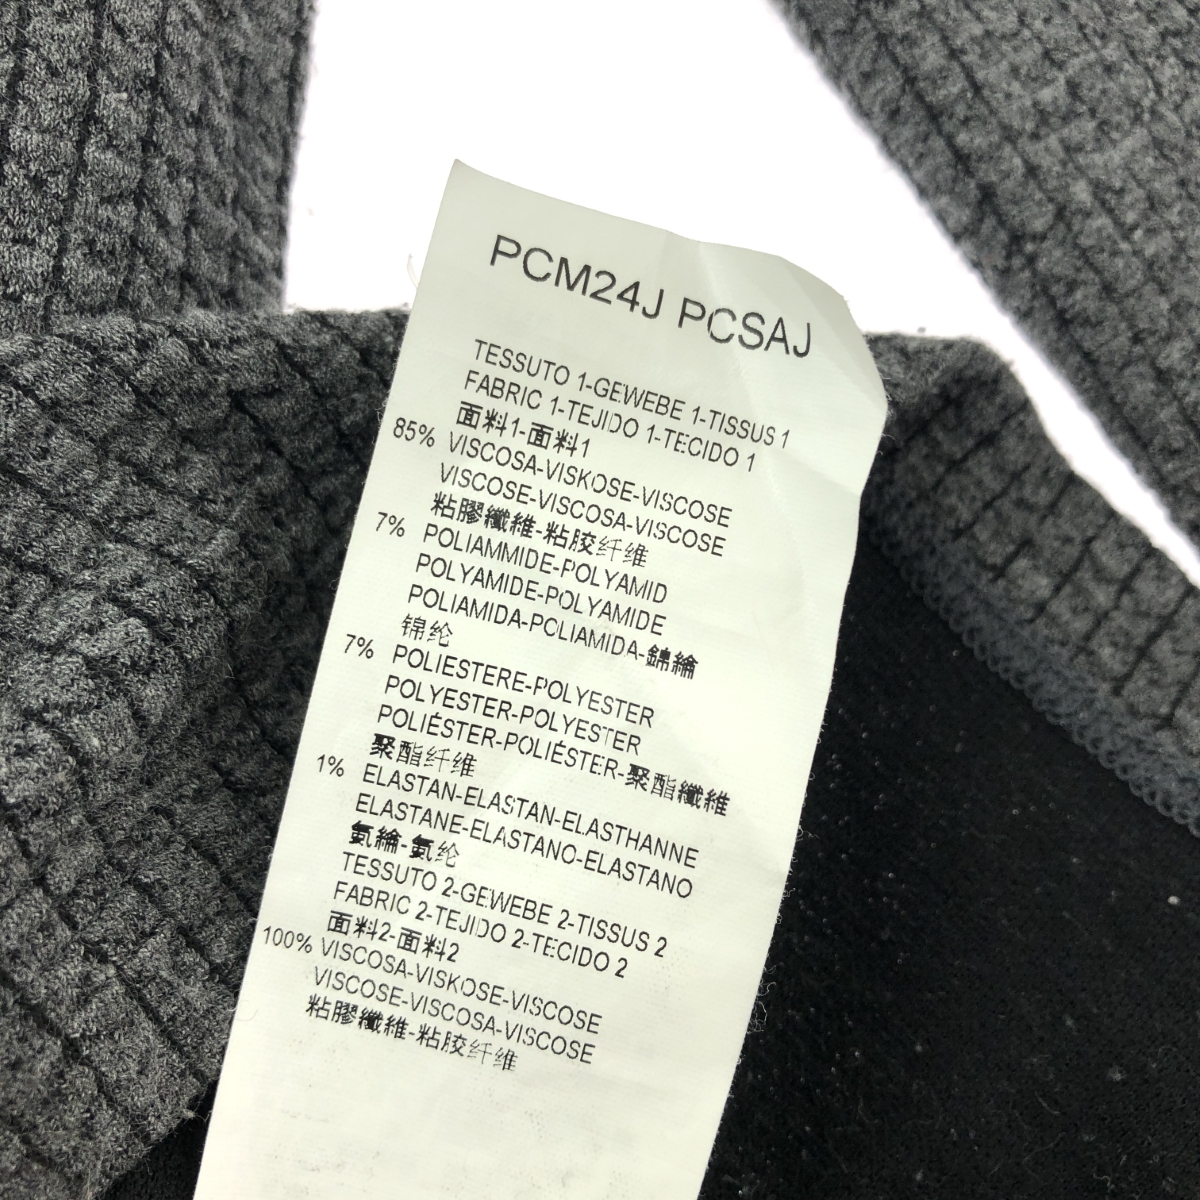 PCM24J PCSAJ
TESSUTO 1-GEWEBE 1-TISSUS 1
FABRIC 1-TEJIDO 1-TECIDO 1
面料1-面料1
85% VISCOSA-VISKOSE-VISCOSE
VISCOSE-VISCOSA-VISCOSE
粘膠纖維-粘胶纤维
7% POLIAMMIDE-POLYAMID
POLYAMIDE-POLYAMIDE
POLIAMIDA-POLIAMIDA-錦綸
锦纶
7% POLIESTERE-POLYESTER
POLYESTER-POLYESTER
POLIÉSTER-POLIÉSTER-聚酯纖維
聚酯纤维
1% ELASTAN-ELASTAN-ELASTHANNE
ELASTANE-ELASTANO-ELASTANO
氨綸-氨纶
TESSUTO 2-GEWEBE 2-TISSUS 2
FABRIC 2-TEJIDO 2-TECIDO 2
面料2-面料2
100% VISCOSA-VISKOSE-VISCOSE
VISCOSE-VISCOSA-VISCOSE
粘膠纖維-粘胶纤维